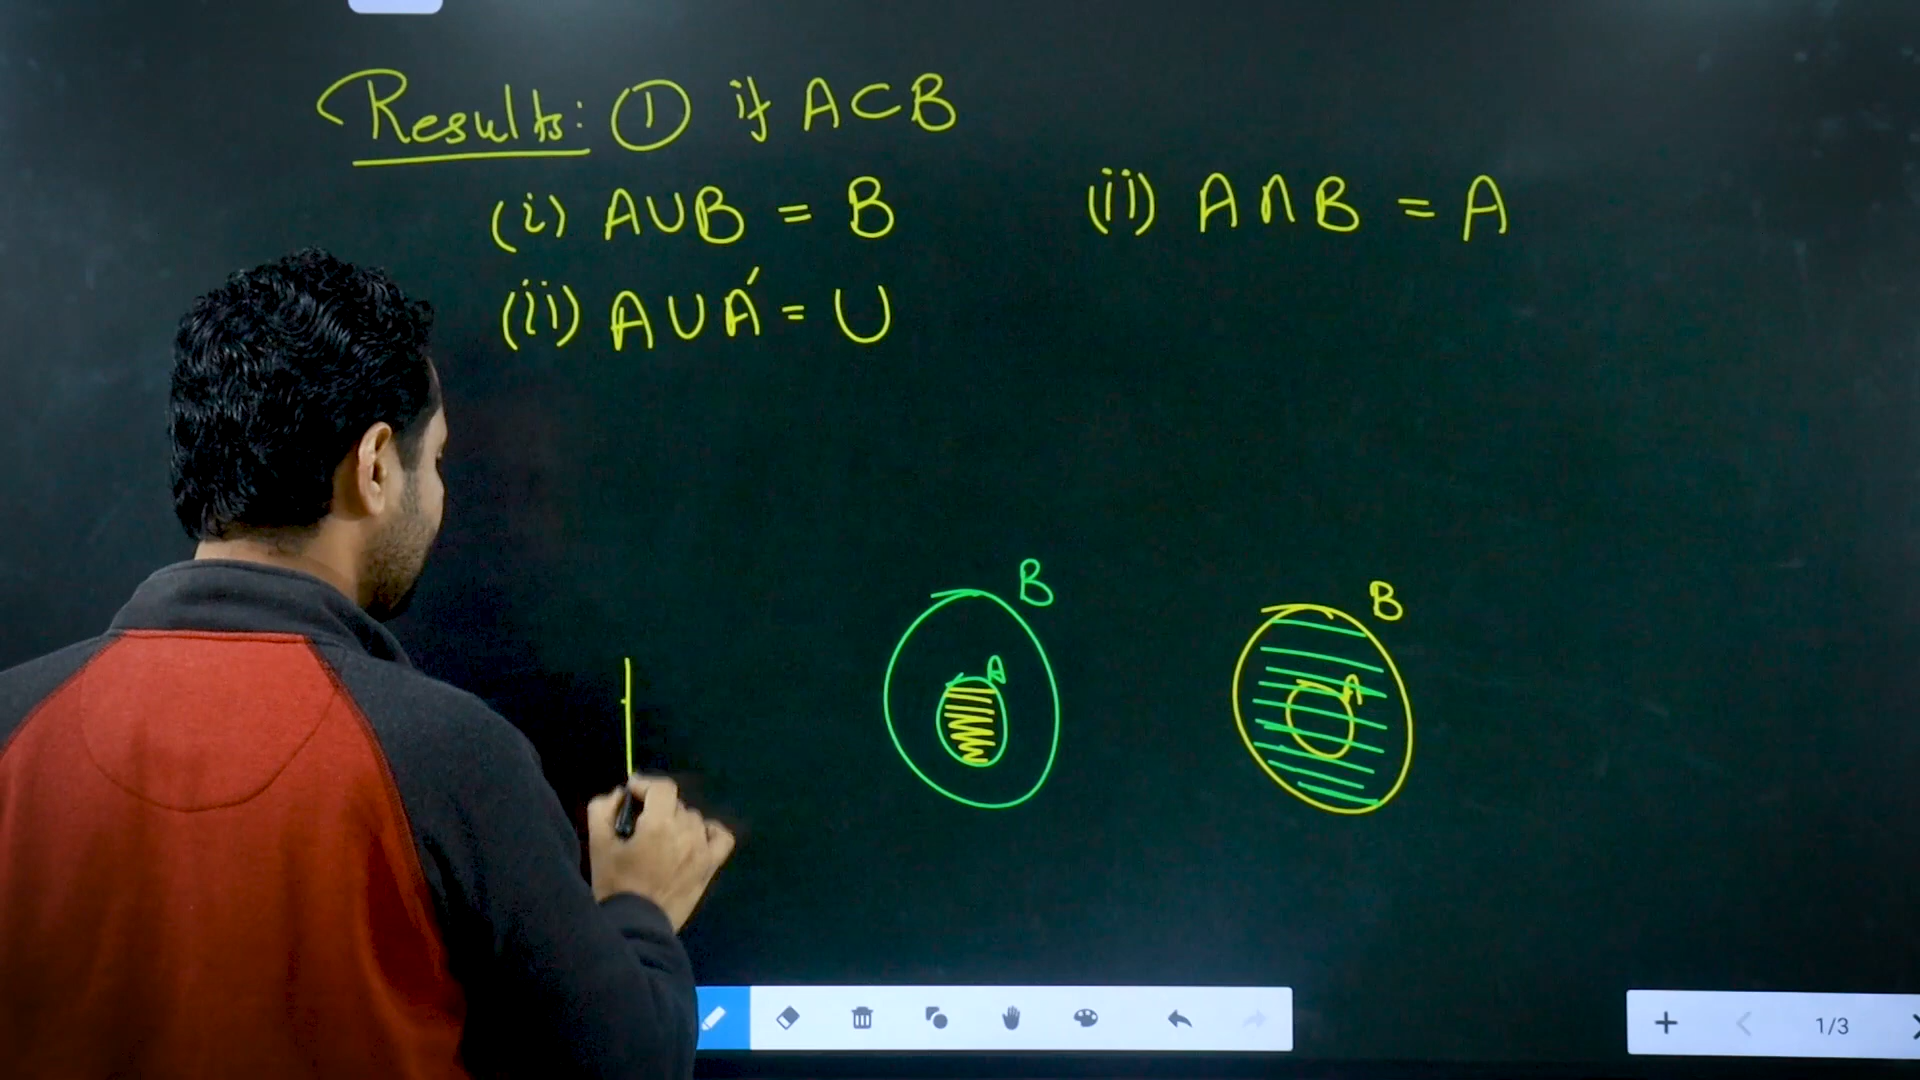 Results: ① if A⊂B
(i) A∪B = B (ii) A∩B = A
(ii) A∪A′ = U
B
B
A
A
1/3